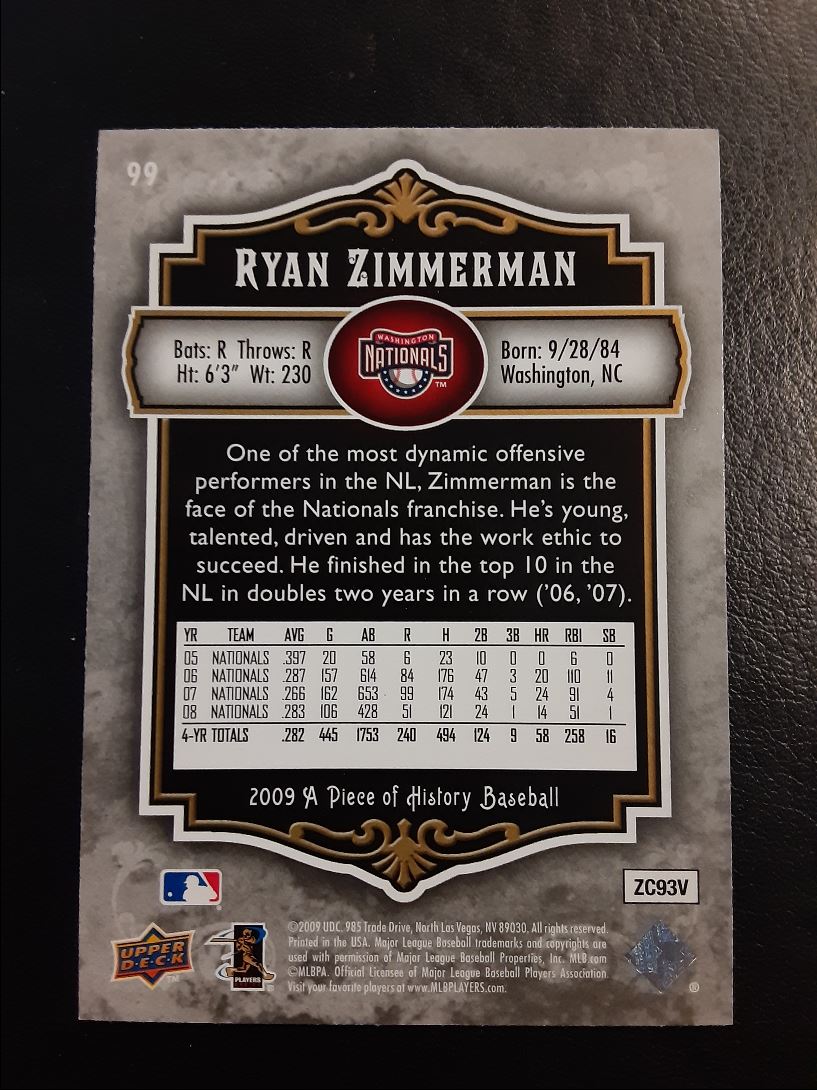 99
RYAN ZIMMERMAN
Bats: R Throws: R
Ht: 6'3" Wt: 230
WASHINGTON
NATIONALS
TM
Born: 9/28/84
Washington, NC
One of the most dynamic offensive
performers in the NL, Zimmerman is the
face of the Nationals franchise. He's young,
talented, driven and has the work ethic to
succeed. He finished in the top 10 in the
NL in doubles two years in a row ('06, '07).
YR TEAM AVG G AB R H 2B 3B HR RBI SB
05 NATIONALS .397 20 58 6 23 10 0 0 6 0
06 NATIONALS .287 157 614 84 176 47 3 20 110 11
07 NATIONALS .266 162 653 99 174 43 5 24 91 4
08 NATIONALS .283 106 428 51 121 24 1 14 51 1
4-YR TOTALS .282 445 1753 240 494 124 9 58 258 16
2009 A Piece of History Baseball
ZC93V
UPPER
DECK
TM
PLAYERS
©2009 UDC. 985 Trade Drive, North Las Vegas, NV 89030. All rights reserved.
Printed in the USA. Major League Baseball trademarks and copyrights are
used with permission of Major League Baseball Properties, Inc. MLB.com
©MLBPA. Official Licensee of Major League Baseball Players Association.
Visit your favorite players at www.MLBPLAYERS.com.
®